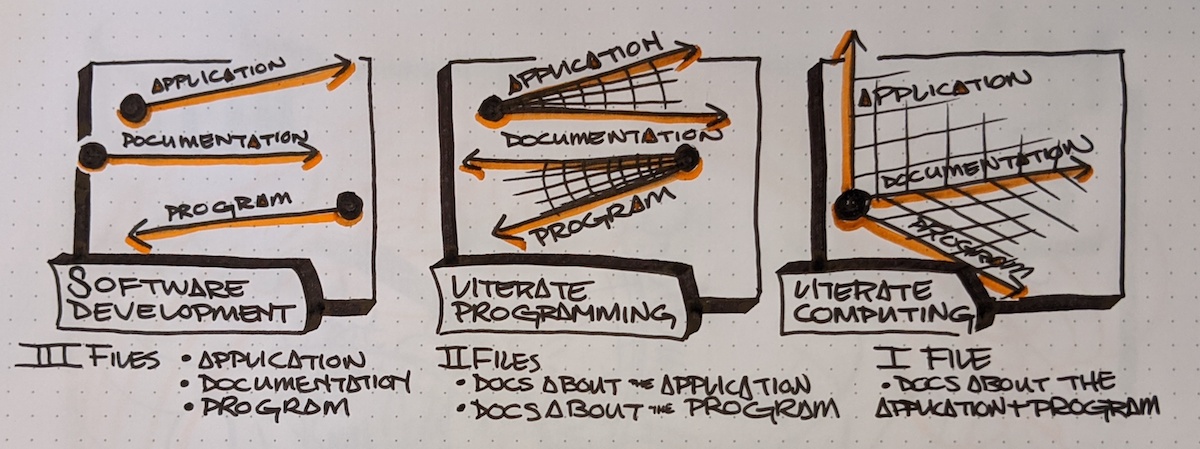 APPLICATION
DOCUMENTATION
PROGRAM
SOFTWARE
DEVELOPMENT
III FILES • APPLICATION
• DOCUMENTATION
• PROGRAM
APPLICATION
DOCUMENTATION
PROGRAM
LITERATE
PROGRAMMING
II FILES
• DOCS ABOUT THE APPLICATION
• DOCS ABOUT THE PROGRAM
APPLICATION
DOCUMENTATION
PROGRAM
LITERATE
COMPUTING
I FILE
• DOCS ABOUT THE
APPLICATION + PROGRAM